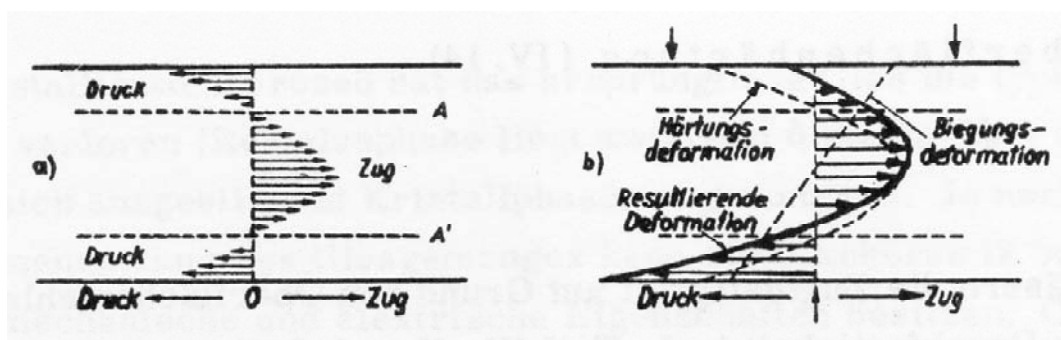 Druck
A
a)
Zug
A'
Druck
Druck 0 Zug
Härtungs
deformation
Biegungs-
deformation
b)
Resultierende
Deformation
Druck Zug